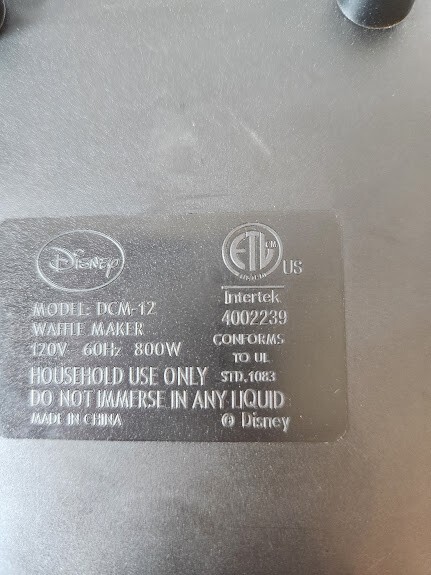 Disney
MODEL: DCM-12
WAFFLE MAKER
120V 60Hz 800W
HOUSEHOLD USE ONLY
DO NOT IMMERSE IN ANY LIQUID
MADE IN CHINA
ETL CM
US
Intertek
4002239
CONFORMS
TO UL
STD.1083
© Disney